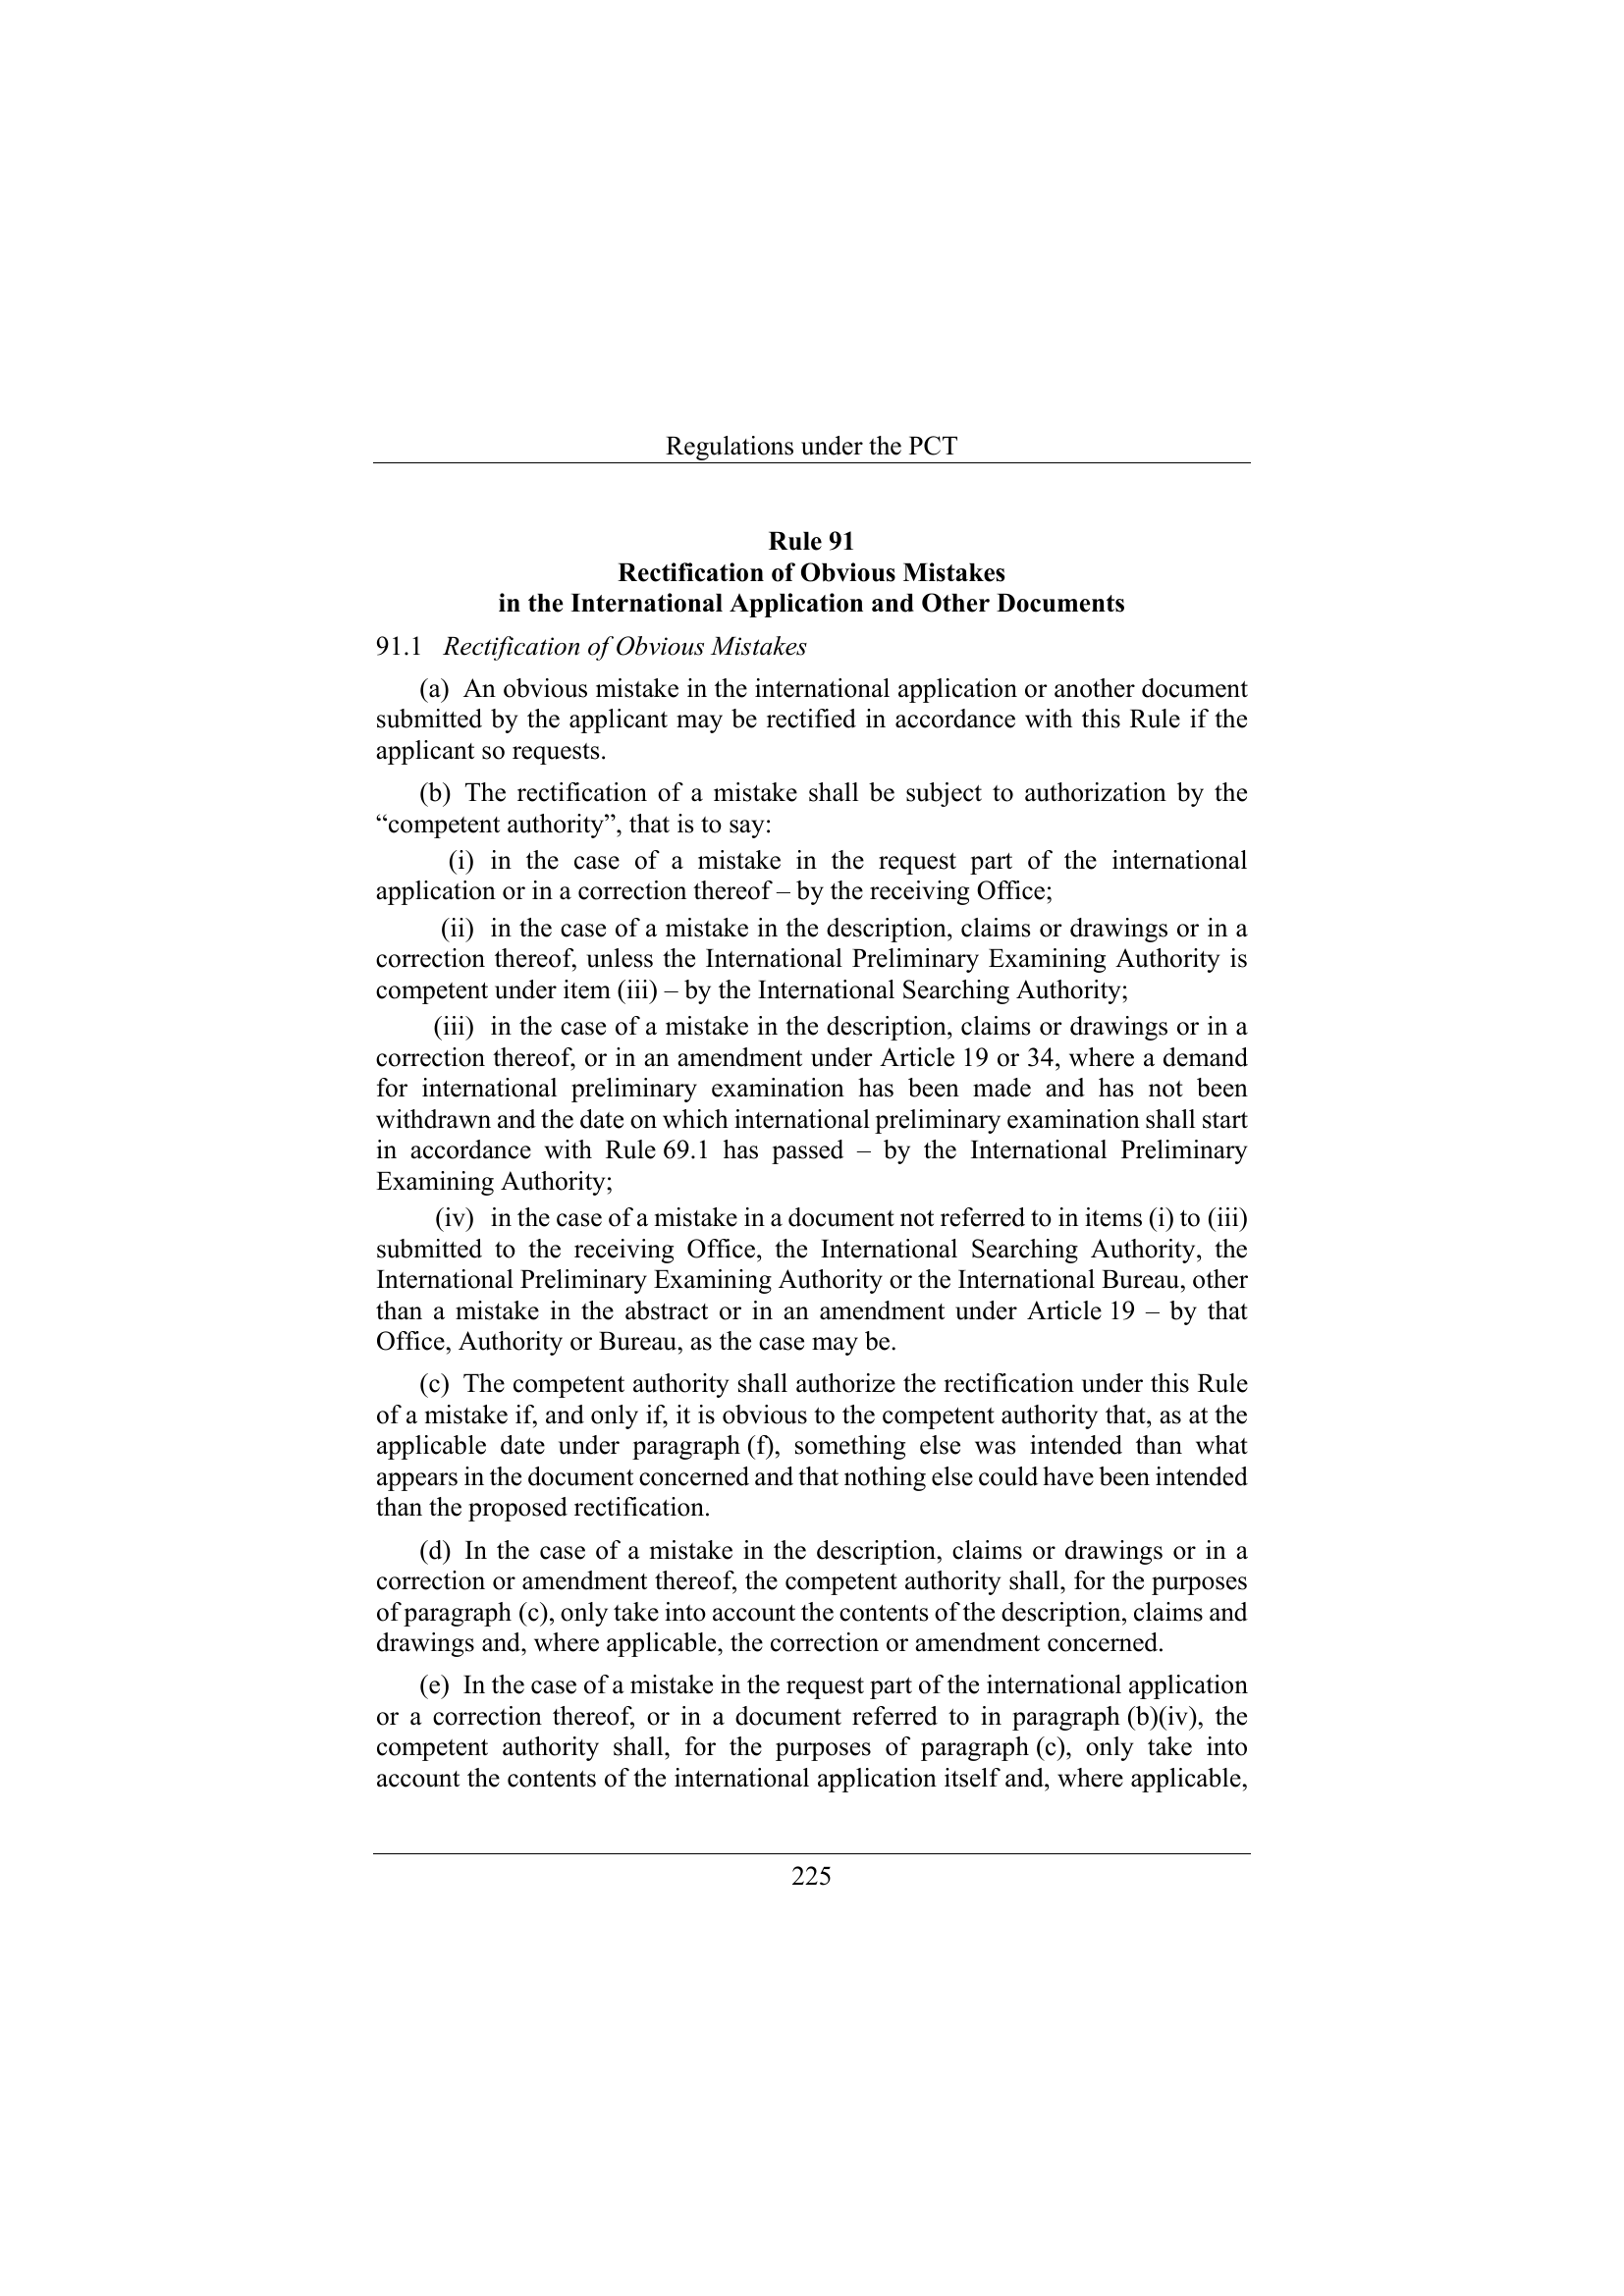 Regulations under the PCT
Rule 91
Rectification of Obvious Mistakes
in the International Application and Other Documents
91.1 Rectification of Obvious Mistakes
(a) An obvious mistake in the international application or another document
submitted by the applicant may be rectified in accordance with this Rule if the
applicant so requests.
(b) The rectification of a mistake shall be subject to authorization by the
“competent authority”, that is to say:
(i) in the case of a mistake in the request part of the international
application or in a correction thereof – by the receiving Office;
(ii) in the case of a mistake in the description, claims or drawings or in a
correction thereof, unless the International Preliminary Examining Authority is
competent under item (iii) – by the International Searching Authority;
(iii) in the case of a mistake in the description, claims or drawings or in a
correction thereof, or in an amendment under Article 19 or 34, where a demand
for international preliminary examination has been made and has not been
withdrawn and the date on which international preliminary examination shall start
in accordance with Rule 69.1 has passed – by the International Preliminary
Examining Authority;
(iv) in the case of a mistake in a document not referred to in items (i) to (iii)
submitted to the receiving Office, the International Searching Authority, the
International Preliminary Examining Authority or the International Bureau, other
than a mistake in the abstract or in an amendment under Article 19 – by that
Office, Authority or Bureau, as the case may be.
(c) The competent authority shall authorize the rectification under this Rule
of a mistake if, and only if, it is obvious to the competent authority that, as at the
applicable date under paragraph (f), something else was intended than what
appears in the document concerned and that nothing else could have been intended
than the proposed rectification.
(d) In the case of a mistake in the description, claims or drawings or in a
correction or amendment thereof, the competent authority shall, for the purposes
of paragraph (c), only take into account the contents of the description, claims and
drawings and, where applicable, the correction or amendment concerned.
(e) In the case of a mistake in the request part of the international application
or a correction thereof, or in a document referred to in paragraph (b)(iv), the
competent authority shall, for the purposes of paragraph (c), only take into
account the contents of the international application itself and, where applicable,
225